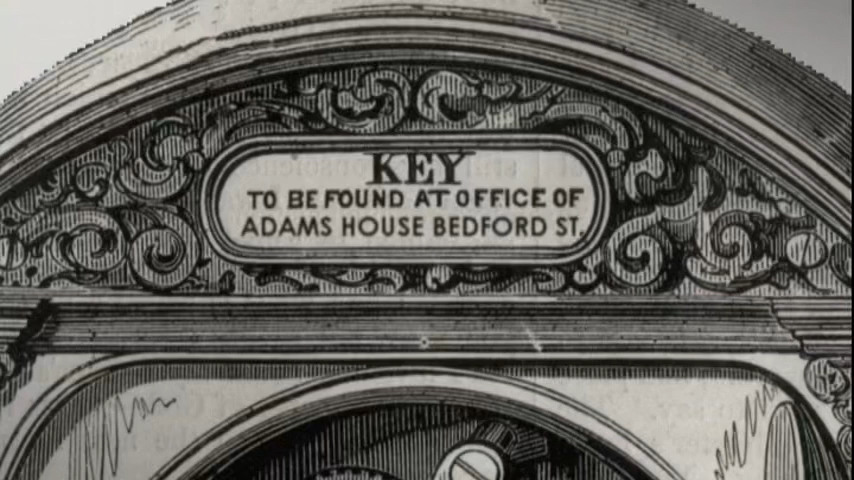 KEY
TO BE FOUND AT OFFICE OF
ADAMS HOUSE BEDFORD ST.